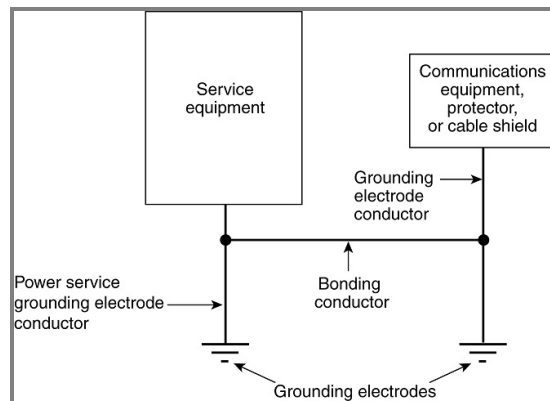 Service
equipment
Communications
equipment,
protector,
or cable shield
Grounding
electrode
conductor
Power service
grounding electrode
conductor
Bonding
conductor
Grounding electrodes